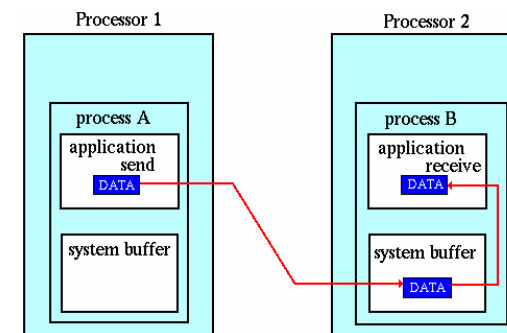 Processor 1
process A
application
send
DATA
system buffer
Processor 2
process B
application
receive
DATA
system buffer
DATA